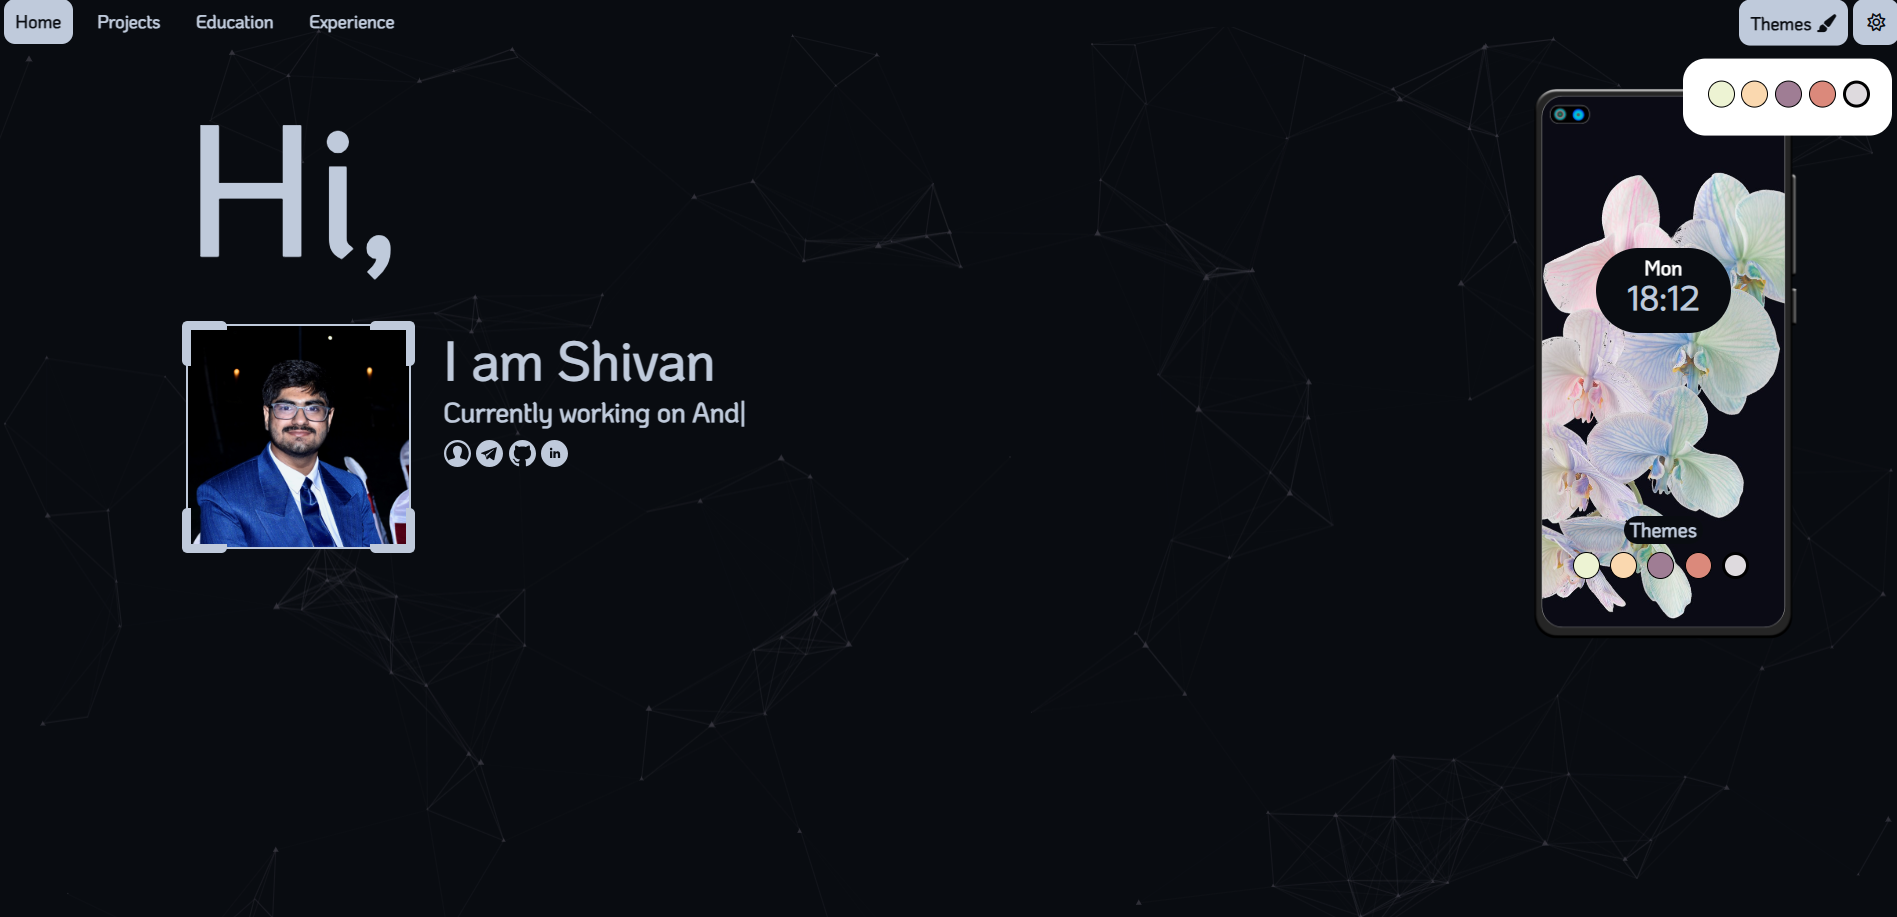 Home Projects Education Experience Themes
Hi,
I am Shivan
Currently working on And|
in
Mon
18:12
Themes